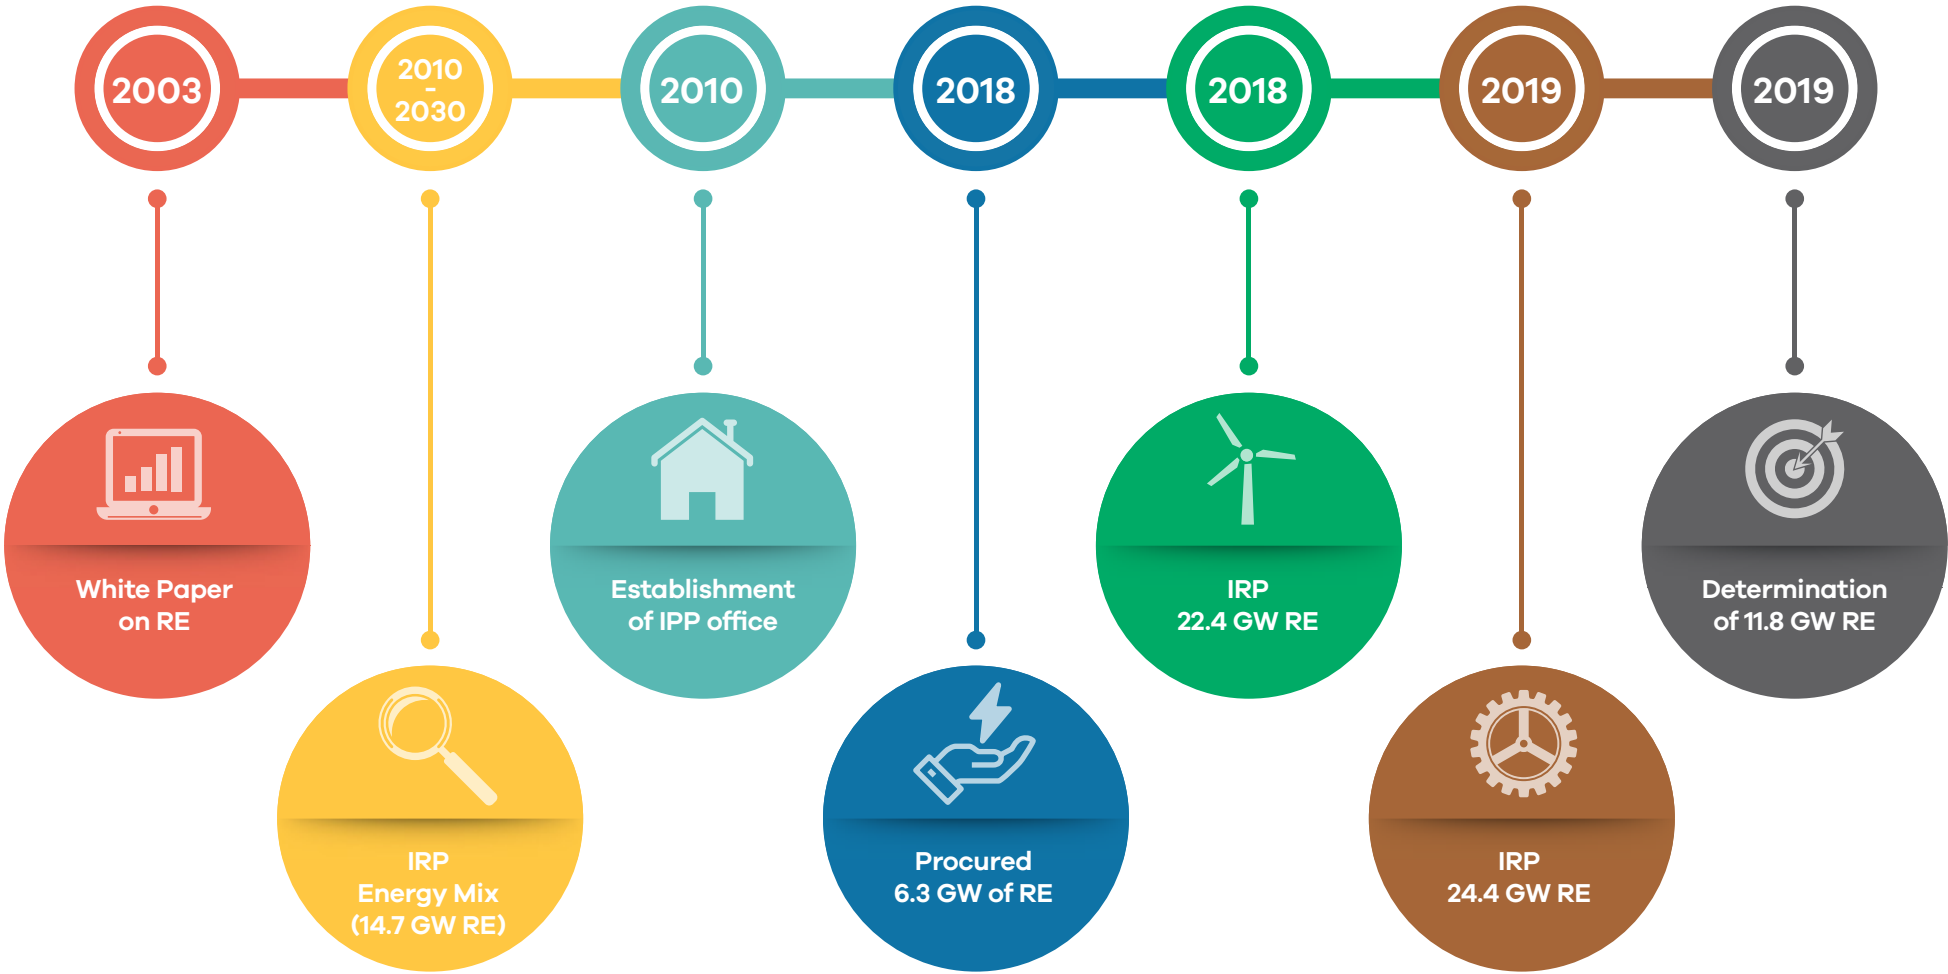 2003
2010
-
2030
2010
2018
2018
2019
2019
White Paper
on RE
IRP
Energy Mix
(14.7 GW RE)
Establishment
of IPP office
Procured
6.3 GW of RE
IRP
22.4 GW RE
IRP
24.4 GW RE
Determination
of 11.8 GW RE